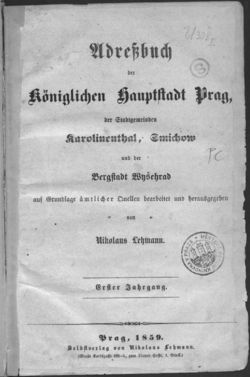 Adreßbuch
der
Königlichen Hauptstadt Prag,
der Stadtgemeinden
Karolinenthal, Smichow
und der
Bergstadt Wyšehrad
auf Grundlage ämtlicher Quellen bearbeitet und herausgegeben
von
Nikolaus Lehmann.
Erster Jahrgang.
Prag, 1859.
Selbstverlag von Nikolaus Lehmann.